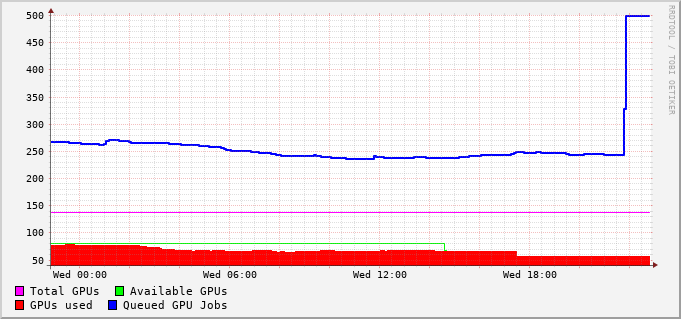 500
450
400
350
300
250
200
150
100
50
Wed 00:00 Wed 06:00 Wed 12:00 Wed 18:00
Total GPUs Available GPUs
GPUs used Queued GPU Jobs
RRDTOOL / TOBI OETIKER